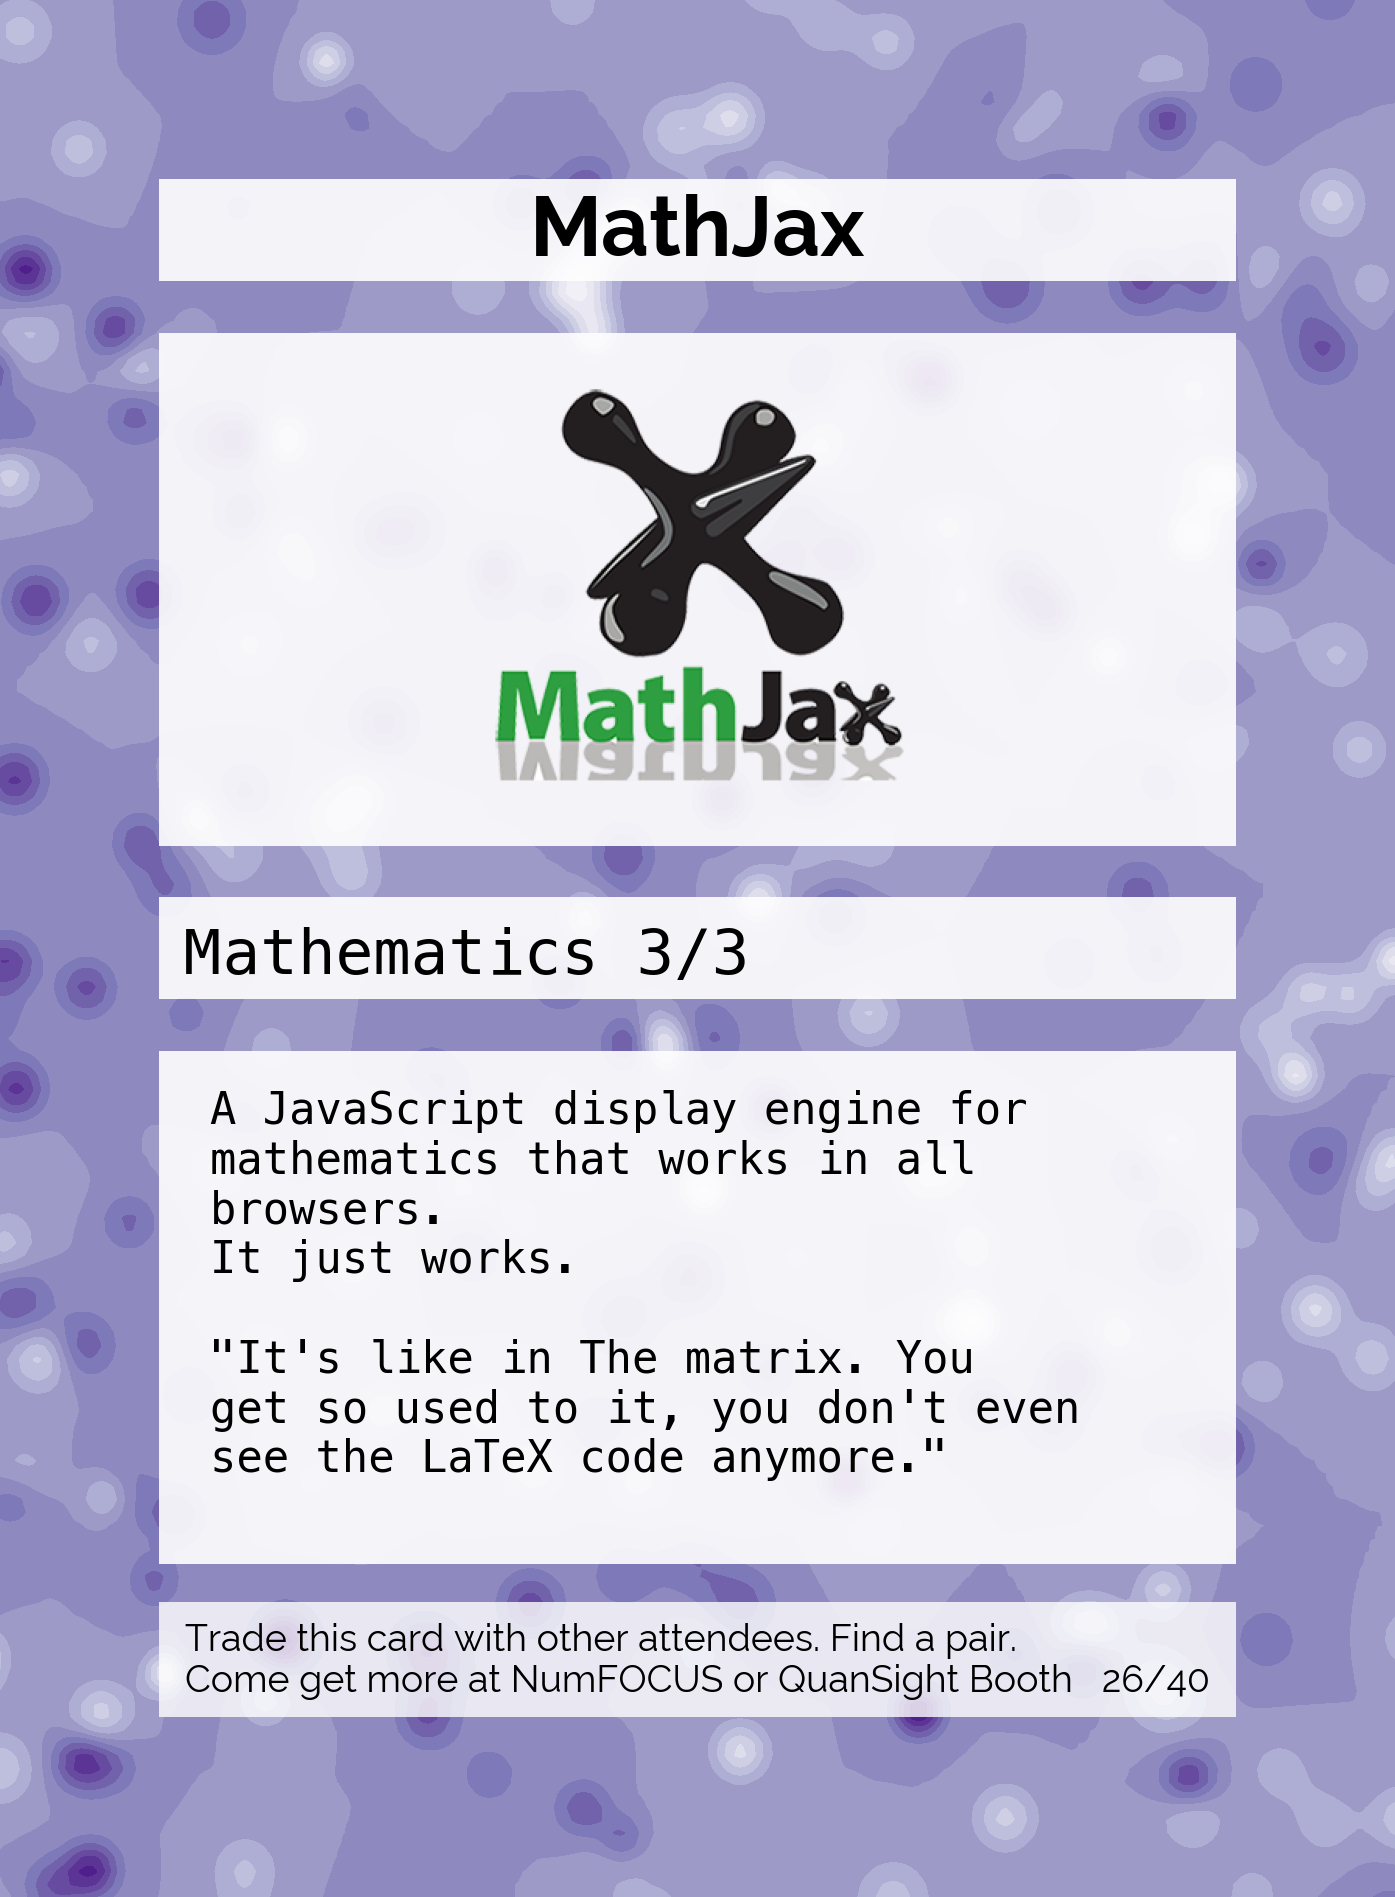 MathJax
MathJax
Mathematics 3/3
A JavaScript display engine for
mathematics that works in all
browsers.
It just works.
"It's like in The matrix. You
get so used to it, you don't even
see the LaTeX code anymore."
Trade this card with other attendees. Find a pair.
Come get more at NumFOCUS or QuanSight Booth 26/40